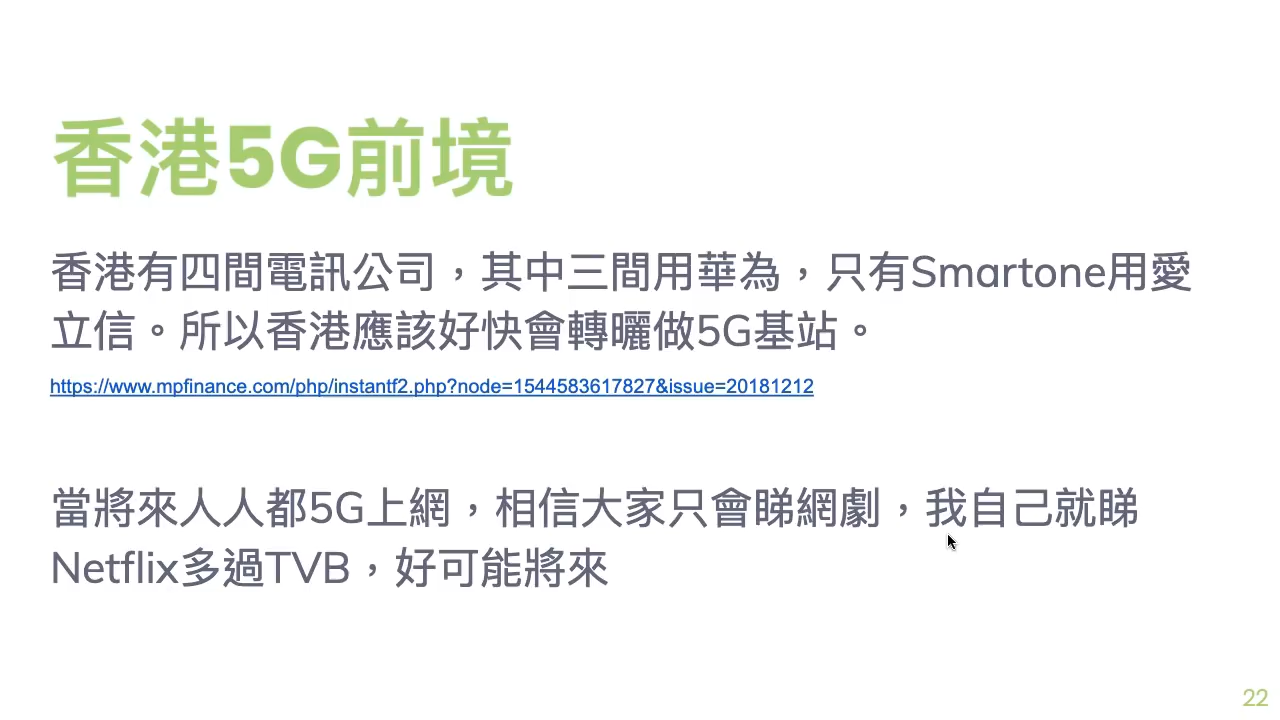 香港5G前境
香港有四間電訊公司，其中三間用華為，只有Smartone用愛
立信。所以香港應該好快會轉曬做5G基站。
https://www.mpfinance.com/php/instantf2.php?node=1544583617827&issue=20181212
當將來人人都5G上網，相信大家只會睇網劇，我自己就睇
Netflix多過TVB，好可能將來
22